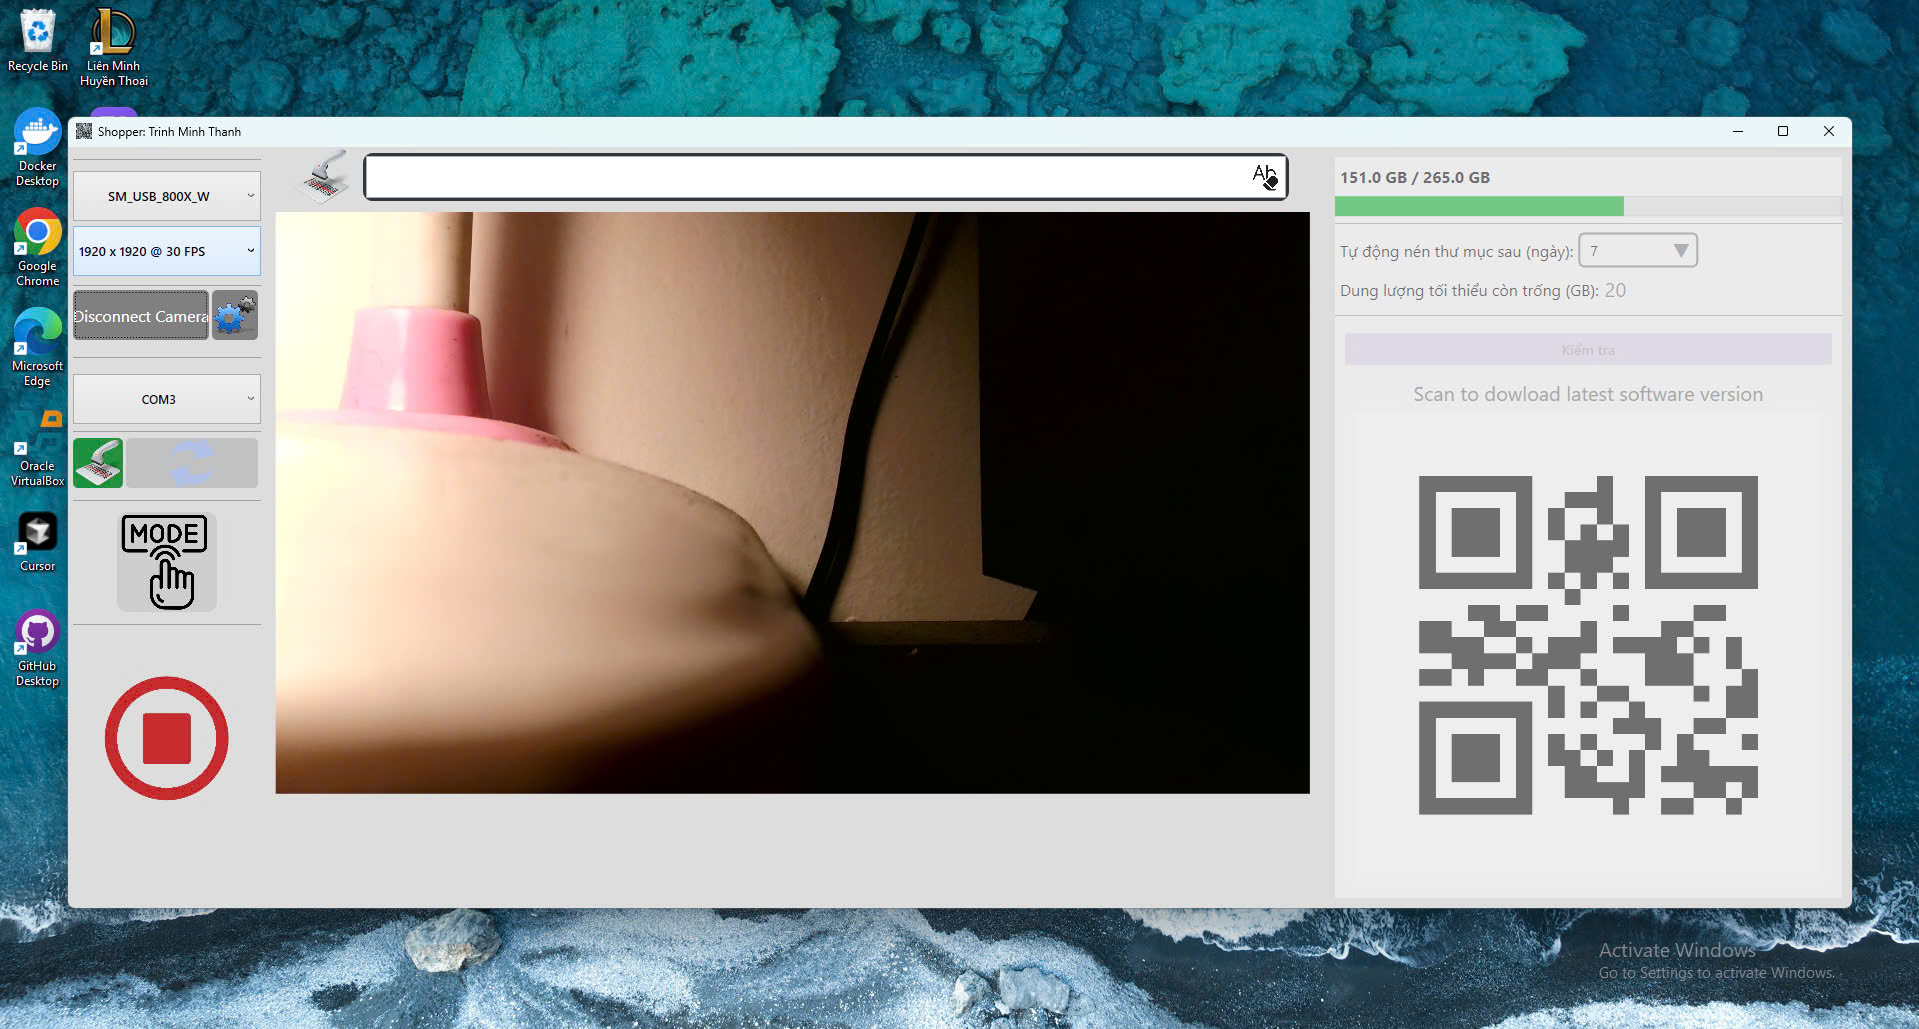 Recycle Bin
Liên Minh
Huyền Thoại
Docker
Desktop
Google
Chrome
Microsoft
Edge
Oracle
VirtualBox
Cursor
GitHub
Desktop
Shopper: Trinh Minh Thanh
SM_USB_800X_W
1920 x 1920 @ 30 FPS
Disconnect Camera
COM3
MODE
Ab
151.0 GB / 265.0 GB
Tự động nén thư mục sau (ngày): 7
Dung lượng tối thiểu còn trống (GB): 20
Kiểm tra
Scan to dowload latest software version
Activate Windows
Go to Settings to activate Windows.